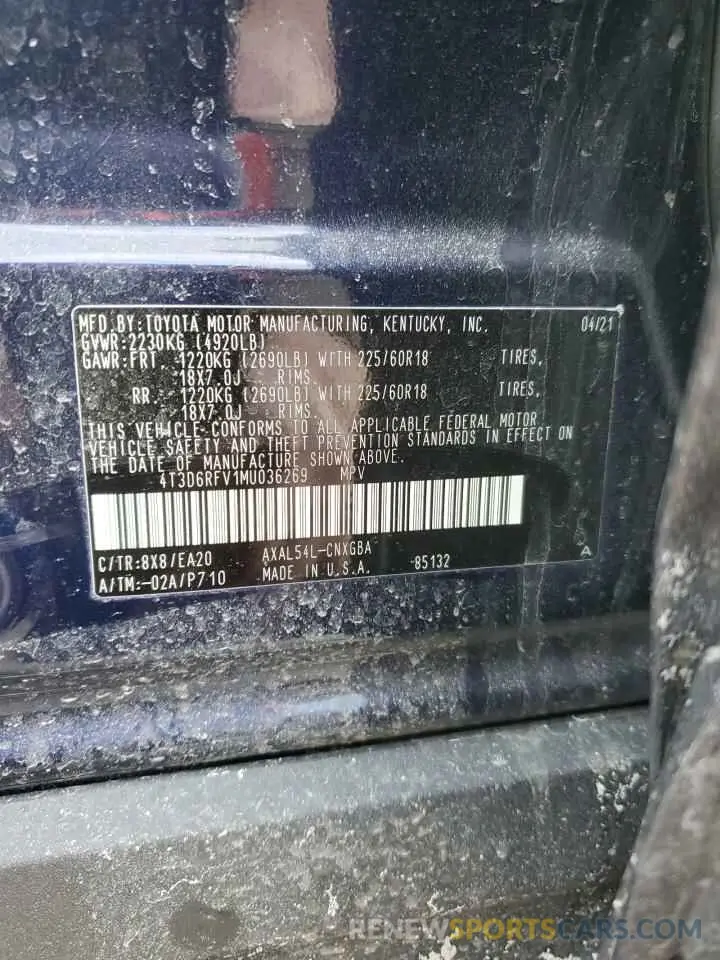 MFD.BY:TOYOTA MOTOR MANUFACTURING, KENTUCKY, INC. 04/21
GVWR:2230KG (4920LB)
GAWR:FRT. 1220KG (2690LB) WITH 225/60R18 TIRES,
18X7.0J RIMS.
RR. 1220KG (2690LB) WITH 225/60R18 TIRES,
18X7.0J RIMS.
THIS VEHICLE CONFORMS TO ALL APPLICABLE FEDERAL MOTOR
VEHICLE SAFETY AND THEFT PREVENTION STANDARDS IN EFFECT ON
THE DATE OF MANUFACTURE SHOWN ABOVE.
4T3D6RFV1MU036269 MPV
C/TR:8X8/EA20 AXAL54L-CNXGBA A
A/TM:-02A/P710 MADE IN U.S.A. -85132
RENEWSPORTSCARS.COM